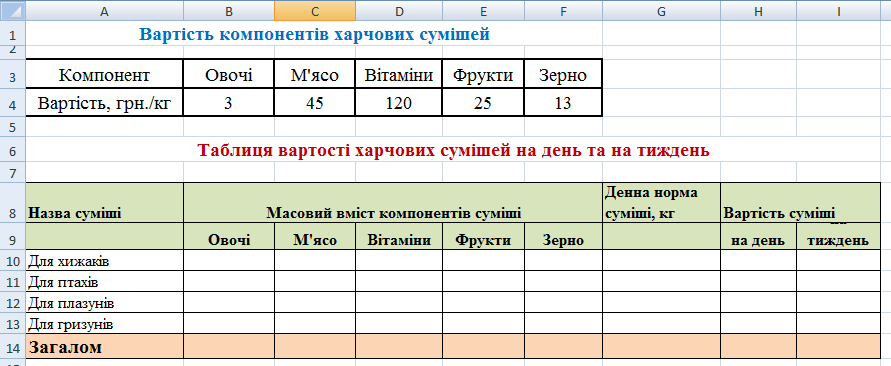 A B C D E F G H I
1 Вартість компонентів харчових сумішей
2
3 Компонент Овочі М'ясо Вітаміни Фрукти Зерно
4 Вартість, грн./кг 3 45 120 25 13
5
6 Таблиця вартості харчових сумішей на день та на тиждень
7
8 Назва суміші Масовий вміст компонентів суміші Денна норма суміші, кг Вартість суміші
9 Овочі М'ясо Вітаміни Фрукти Зерно на день тиждень
10 Для хижаків
11 Для птахів
12 Для плазунів
13 Для гризунів
14 Загалом